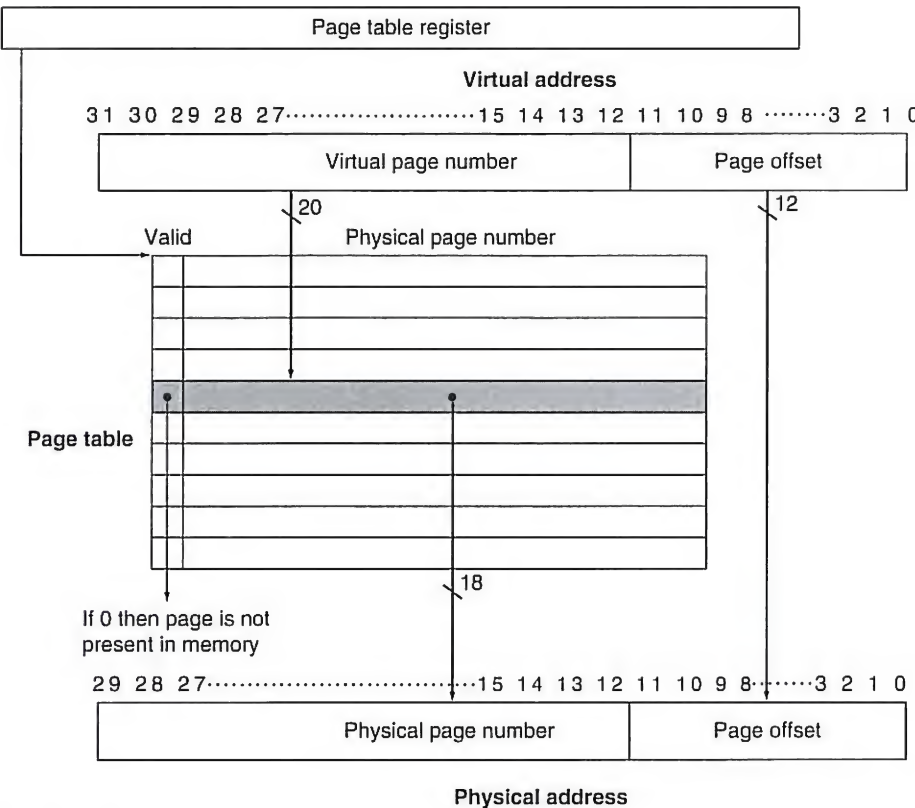 Page table register
Virtual address
31 30 29 28 27························15 14 13 12 11 10 9 8 ········3 2 1 0
Virtual page number
Page offset
20
12
Valid
Physical page number
Page table
18
If 0 then page is not
present in memory
29 28 27··································15 14 13 12 11 10 9 8········3 2 1 0
Physical page number
Page offset
Physical address